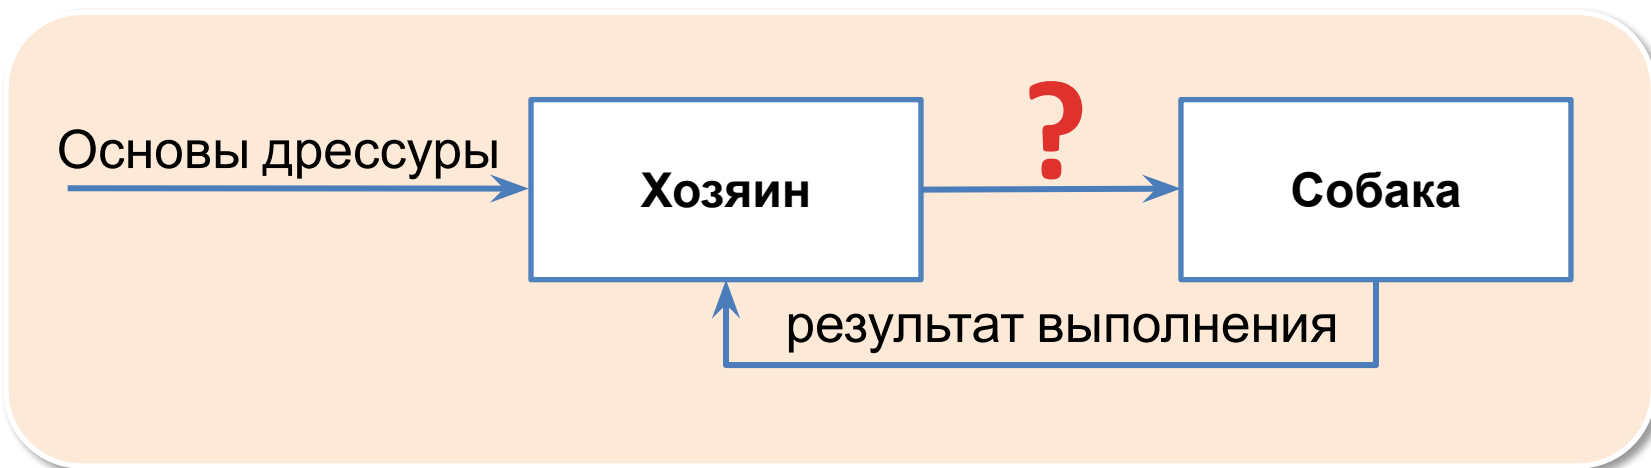 Основы дрессуры
Хозяин
?
Собака
результат выполнения